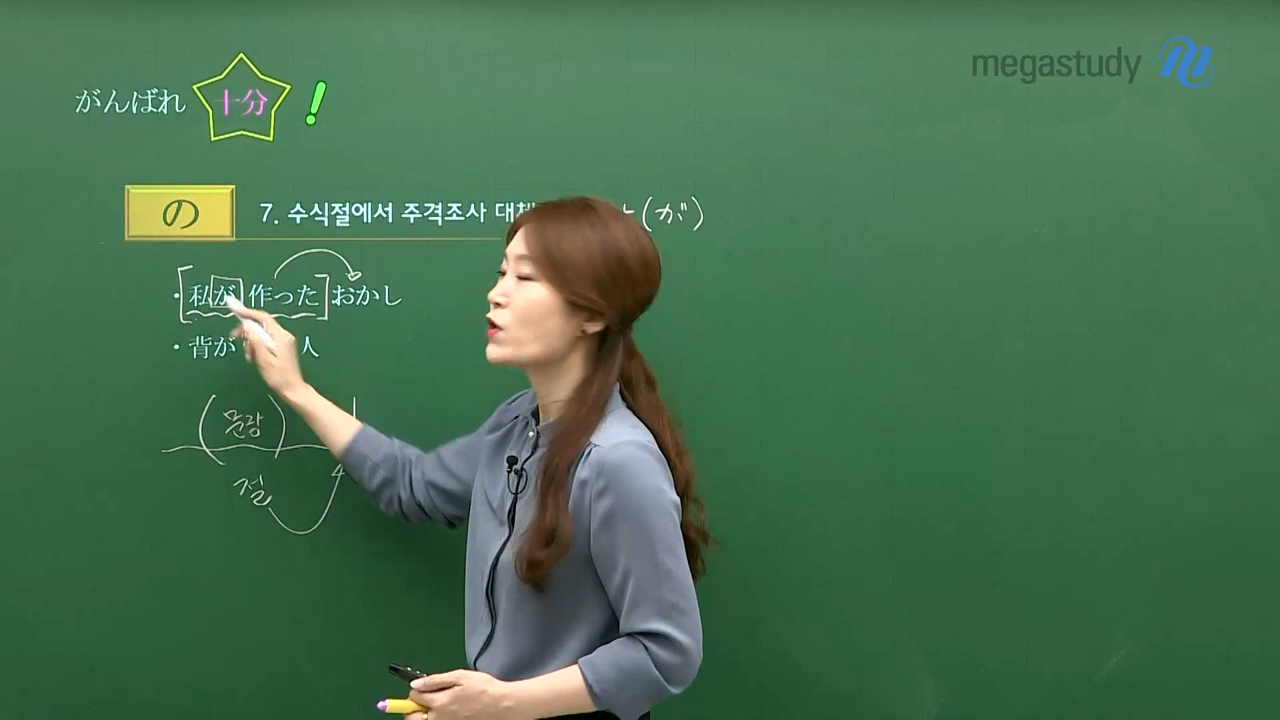 megastudy
がんばれ 十分 !
の 7. 수식절에서 주격조사 대체 (が)
・[私が 作った] おかし
・背が 人
(문장)
절